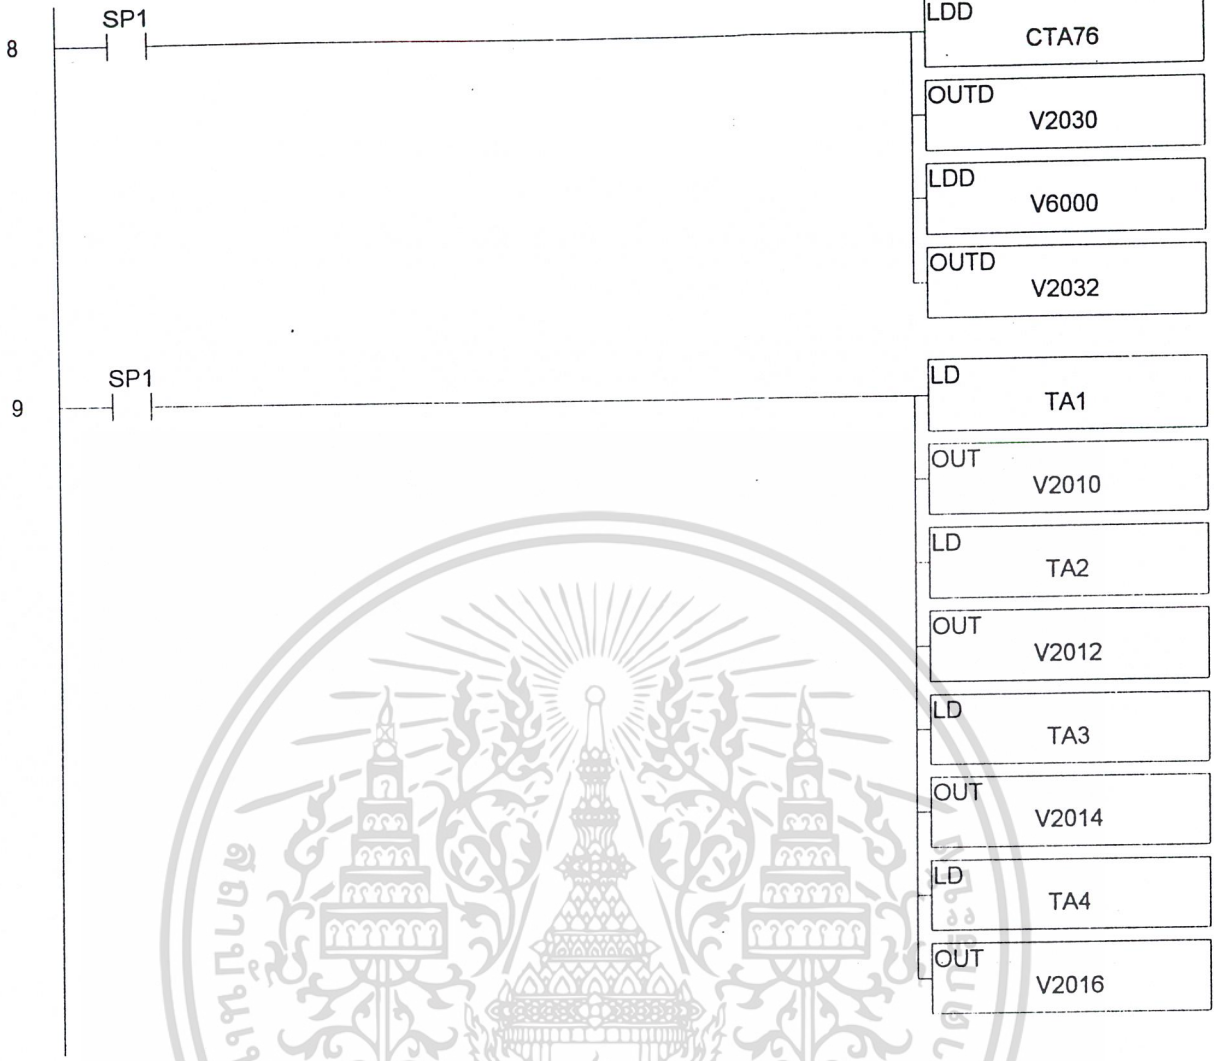 SP1
8
LDD
CTA76
OUTD
V2030
LDD
V6000
OUTD
V2032
SP1
9
LD
TA1
OUT
V2010
LD
TA2
OUT
V2012
LD
TA3
OUT
V2014
LD
TA4
OUT
V2016